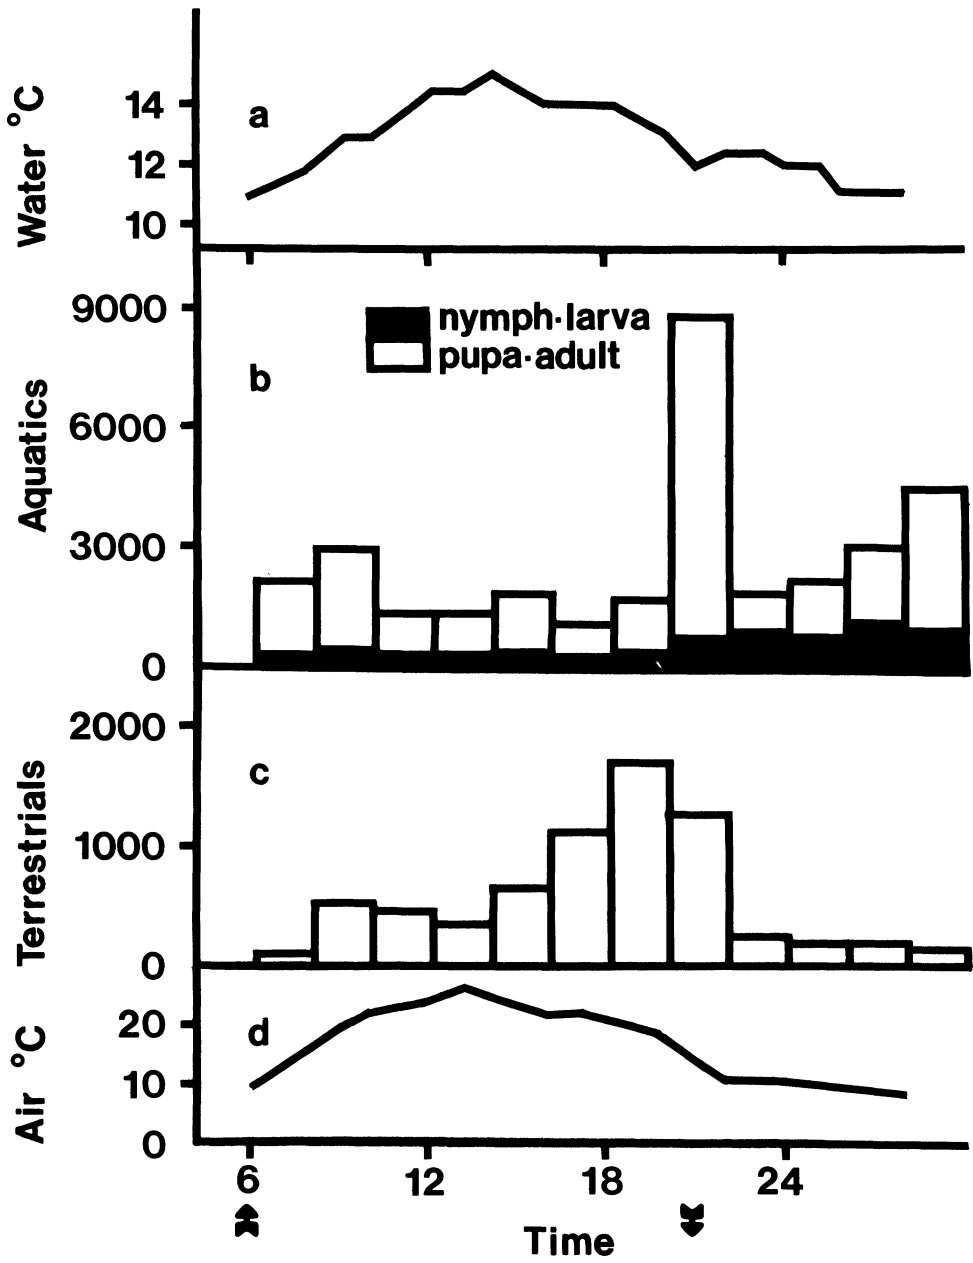 Water °C
14
12
10
a
9000
6000
3000
0
Aquatics
b
nymph·larva
pupa·adult
2000
1000
0
Terrestrials
c
20
10
0
Air °C
d
6 12 18 24
Time